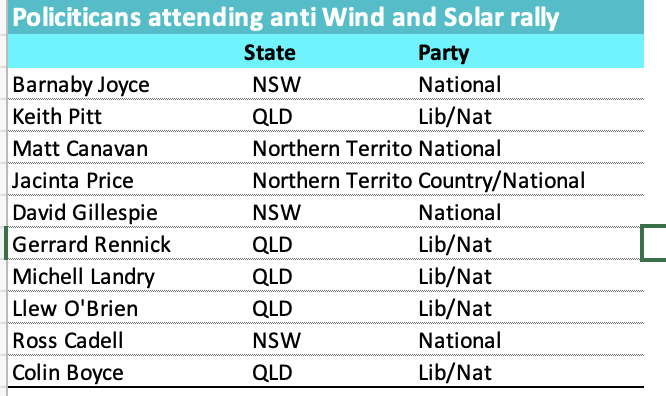 Policiticans attending anti Wind and Solar rally
State Party
Barnaby Joyce NSW National
Keith Pitt QLD Lib/Nat
Matt Canavan Northern Territo National
Jacinta Price Northern Territo Country/National
David Gillespie NSW National
Gerrard Rennick QLD Lib/Nat
Michell Landry QLD Lib/Nat
Llew O'Brien QLD Lib/Nat
Ross Cadell NSW National
Colin Boyce QLD Lib/Nat